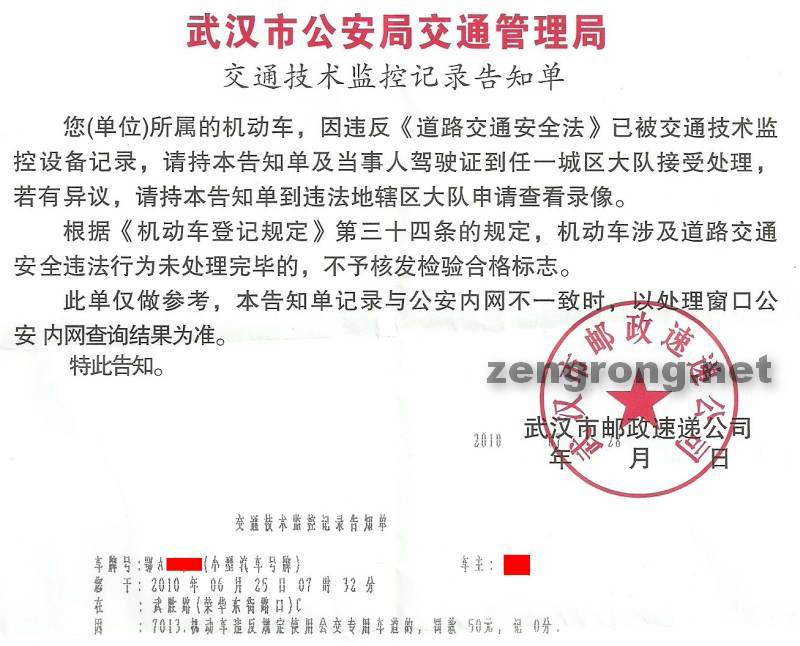 武汉市公安局交通管理局
交通技术监控记录告知单
您(单位)所属的机动车，因违反《道路交通安全法》已被交通技术监
控设备记录，请持本告知单及当事人驾驶证到任一城区大队接受处理，
若有异议，请持本告知单到违法地辖区大队申请查看录像。
根据《机动车登记规定》第三十四条的规定，机动车涉及道路交通
安全违法行为未处理完毕的，不予核发检验合格标志。
此单仅做参考，本告知单记录与公安内网不一致时，以处理窗口公
安 内网查询结果为准。
特此告知。
武汉市邮政速递公司
zengrong.net
武汉市邮政速递公司
2010 28
年 月 日
交通技术监控记录告知单
车牌号:鄂A (小型汽车号牌) 车主:
您 于: 2010 年 06 月 25 日 07 时 32 分
在 : 武胜路(荣华东街路口)C
因 : 7013.机动车违反规定使用公交专用车道的, 罚款 50元, 记 0分.